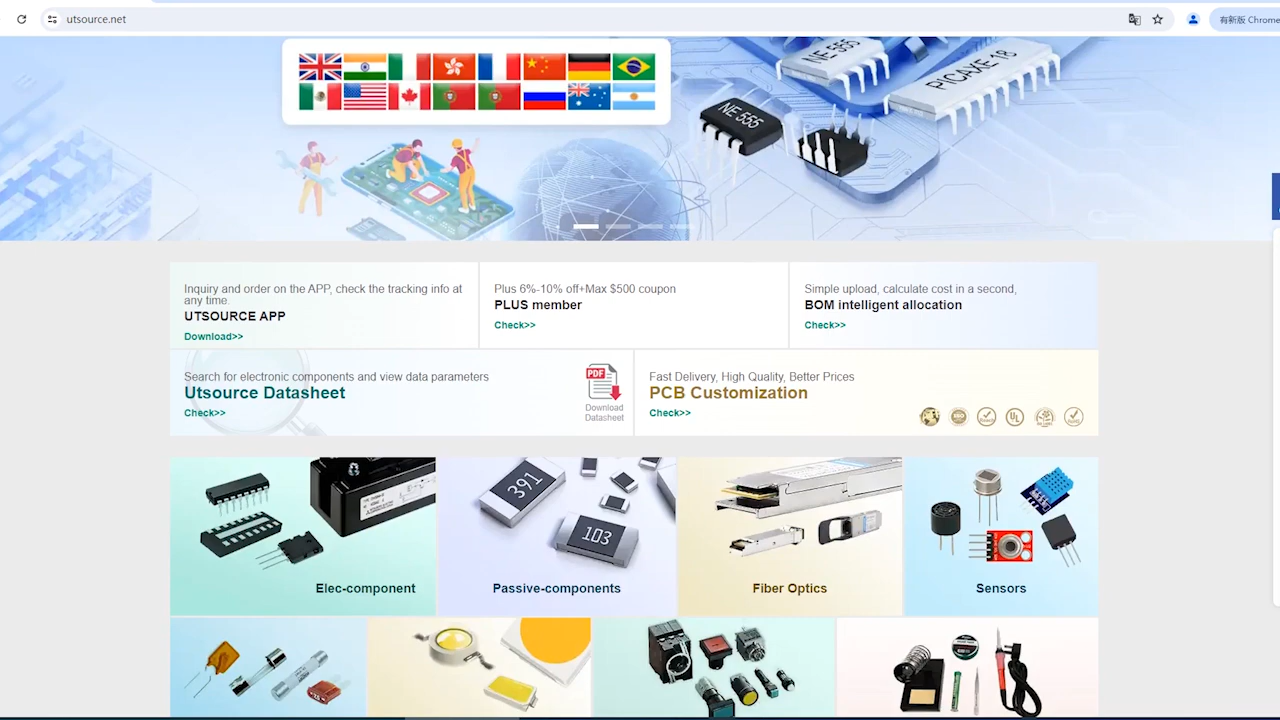 utsource.net
有新版 Chrome
NE 555
PICAXE-18
NE 555
Inquiry and order on the APP, check the tracking info at
any time.
UTSOURCE APP
Download>>
Plus 6%-10% off+Max $500 coupon
PLUS member
Check>>
Simple upload, calculate cost in a second,
BOM intelligent allocation
Check>>
Search for electronic components and view data parameters
Utsource Datasheet
Check>>
PDF
Download
Datasheet
Fast Delivery, High Quality, Better Prices
PCB Customization
Check>>
UL
391
103
Elec-component
Passive-components
Fiber Optics
Sensors